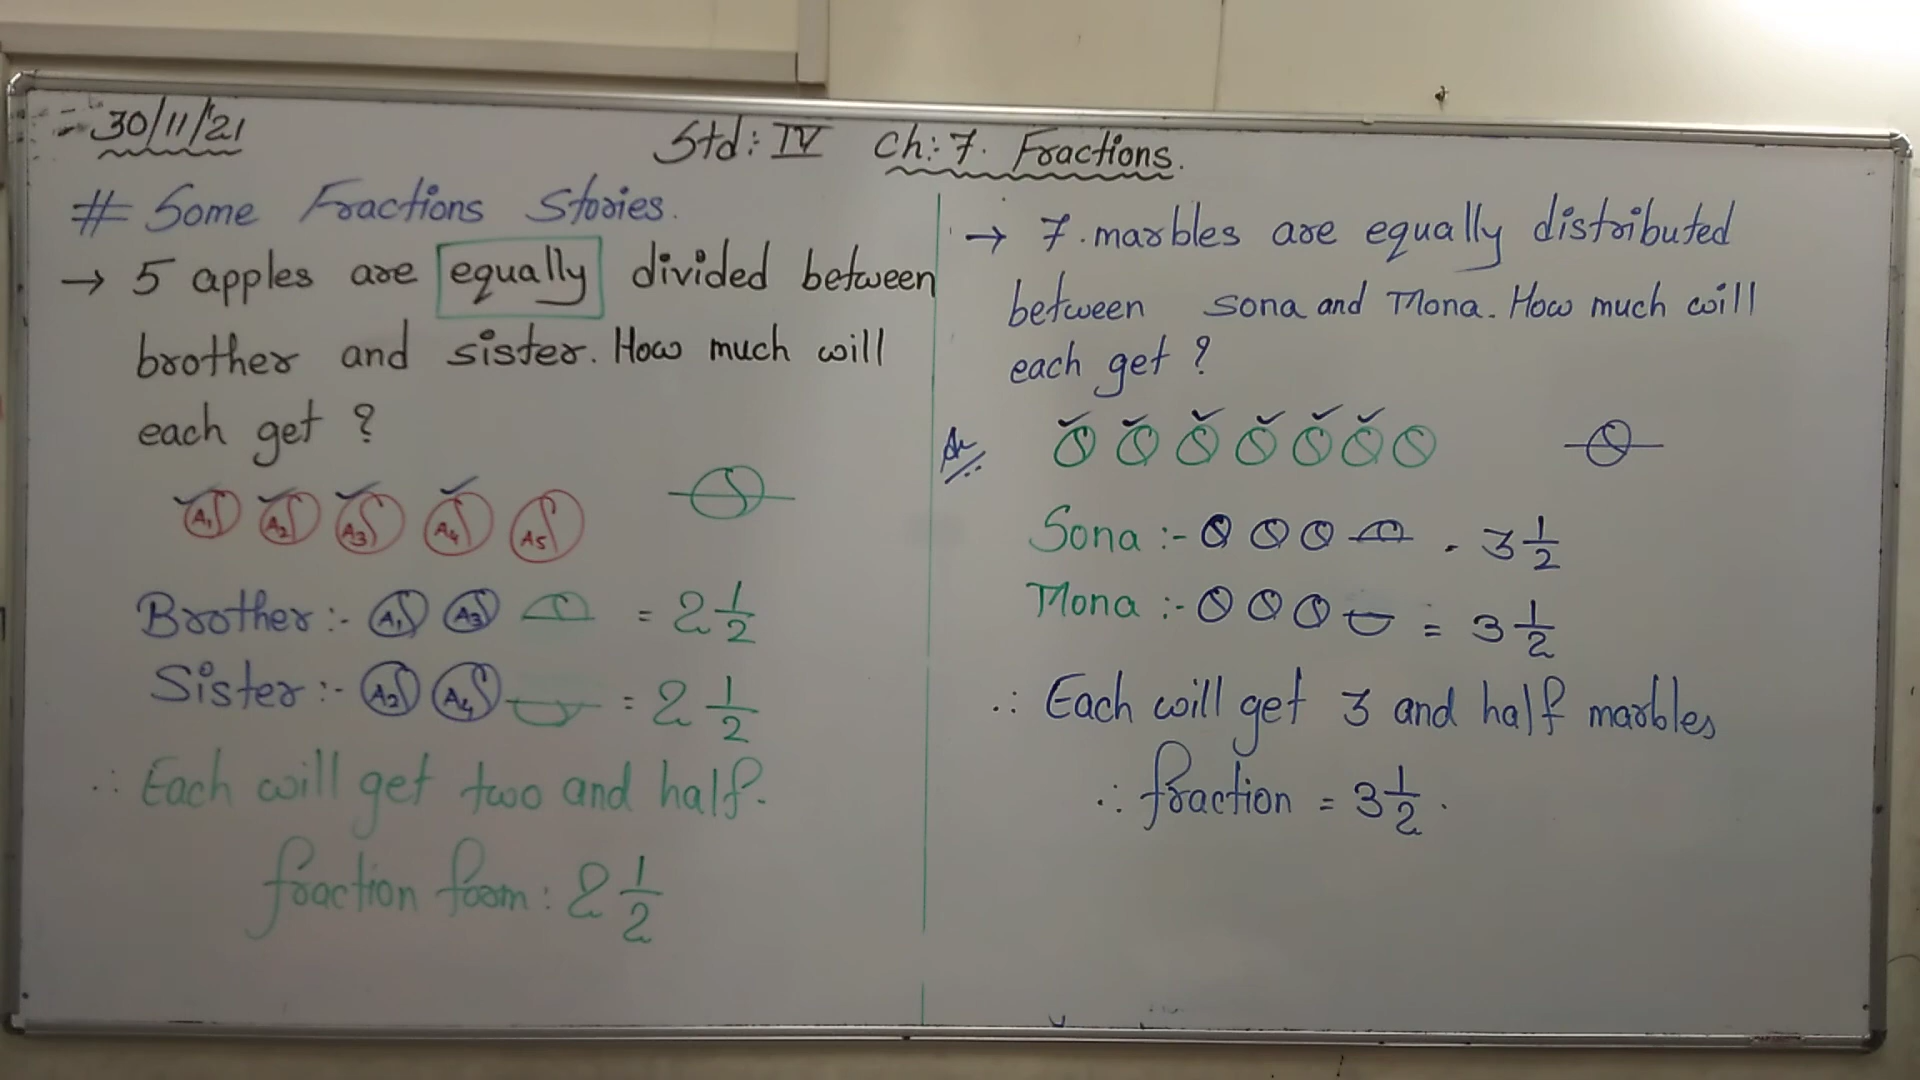 30/11/21
Std: IV Ch: 7. Fractions.
# Some Fractions Stories.
→ 5 apples are equally divided between
brother and sister. How much will
each get ?
A1 A2 A3 A4 A5
Brother :- A1 A3 = 2 1/2
Sister :- A2 A4 = 2 1/2
∴ Each will get two and half.
fraction form : 2 1/2
→ 7. marbles are equally distributed
between Sona and Mona. How much will
each get ?
Sona :- . 3 1/2
Mona :- = 3 1/2
∴ Each will get 3 and half marbles
∴ fraction = 3 1/2 .